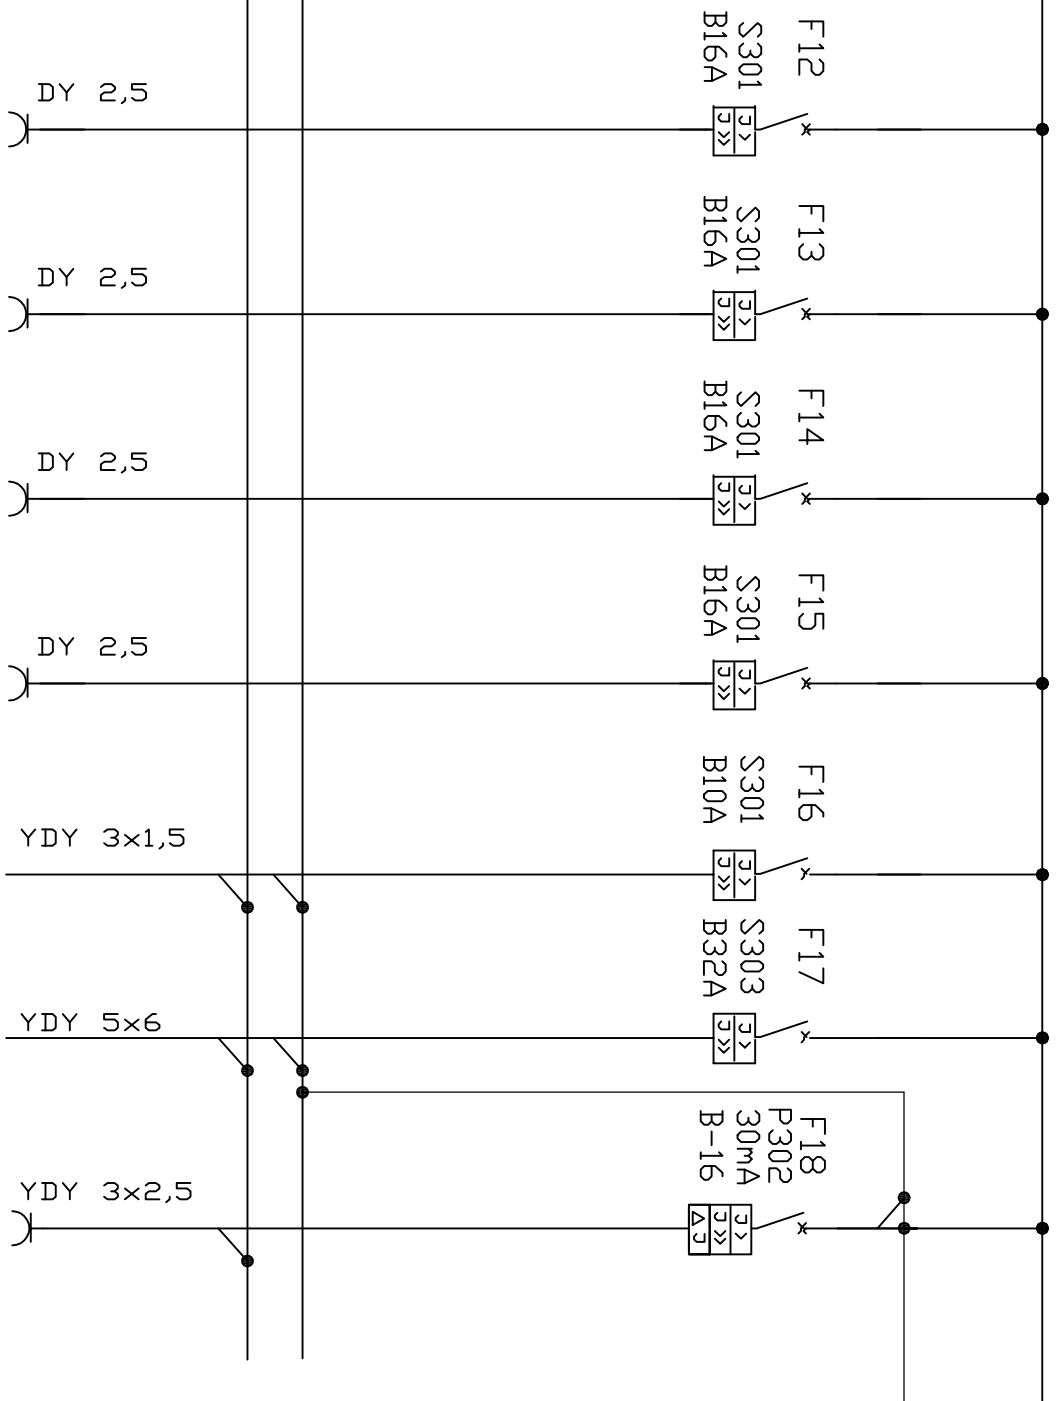 F12
S301
B16A
DY 2,5
F13
S301
B16A
DY 2,5
F14
S301
B16A
DY 2,5
F15
S301
B16A
DY 2,5
F16
S301
B10A
YDY 3x1,5
F17
S303
B32A
YDY 5x6
F18
P302
30mA
B-16
YDY 3x2,5